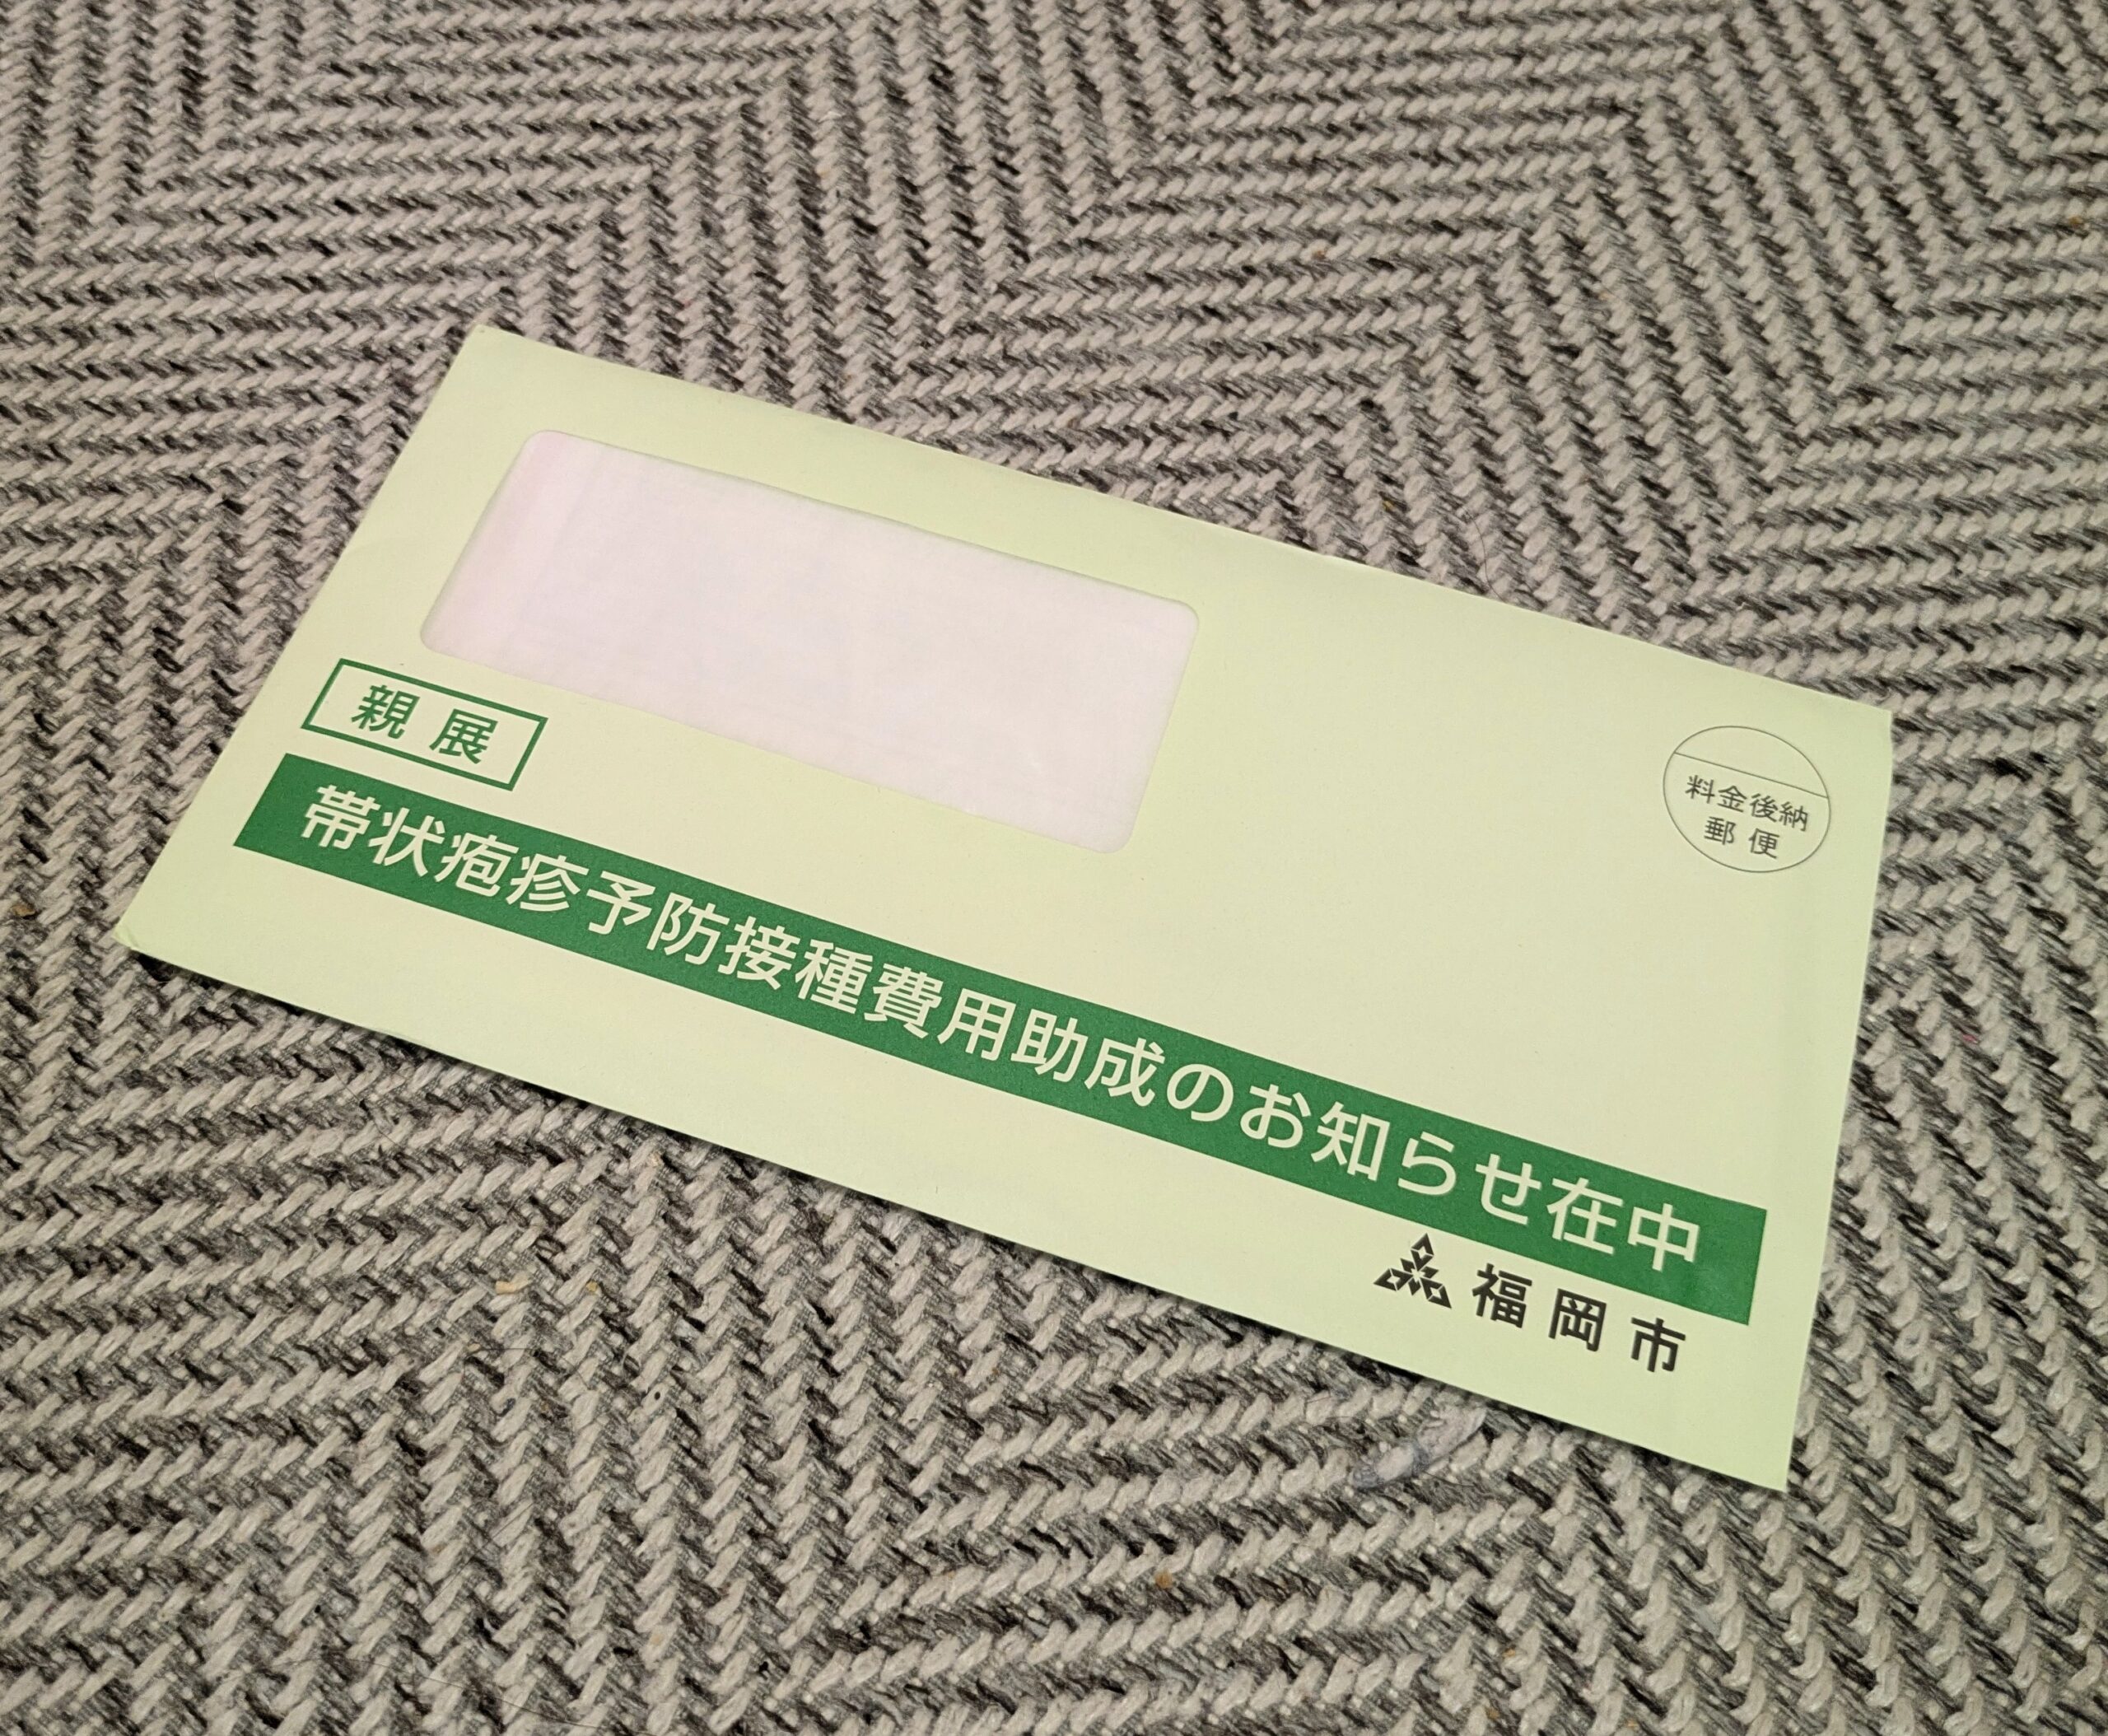 料金後納
郵便
親展
帯状疱疹予防接種費用助成のお知らせ在中
福岡市